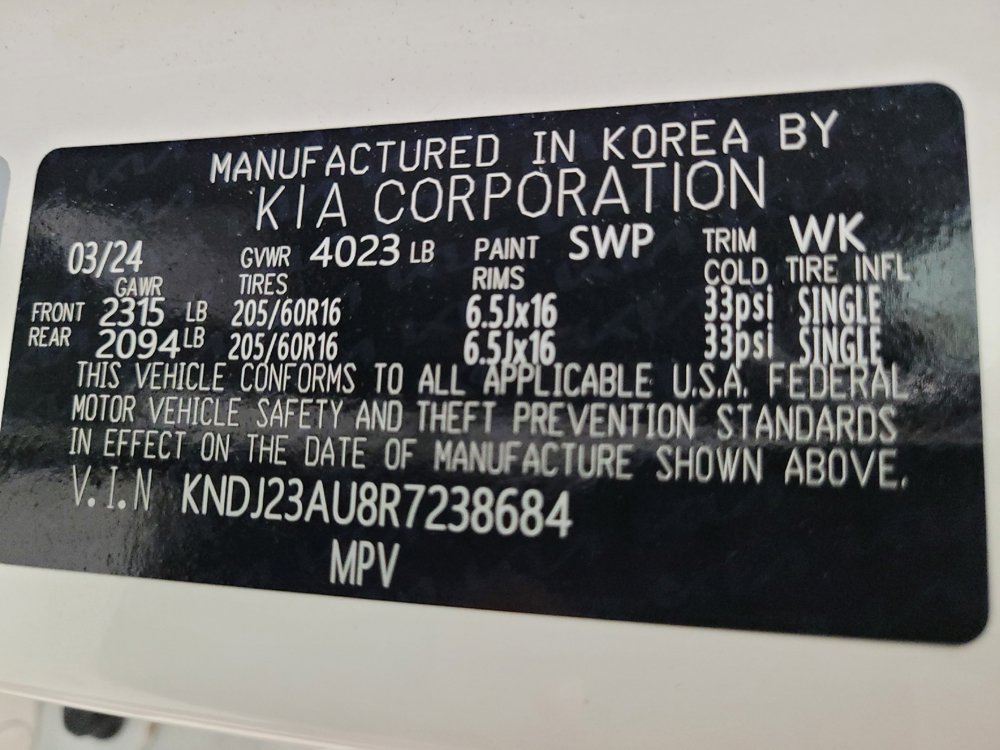 MANUFACTURED IN KOREA BY
KIA CORPORATION
03/24 GVWR 4023 LB PAINT SWP TRIM WK
GAWR TIRES RIMS COLD TIRE INFL
FRONT 2315 LB 205/60R16 6.5Jx16 33psi SINGLE
REAR 2094 LB 205/60R16 6.5Jx16 33psi SINGLE
THIS VEHICLE CONFORMS TO ALL APPLICABLE U.S.A. FEDERAL
MOTOR VEHICLE SAFETY AND THEFT PREVENTION STANDARDS
IN EFFECT ON THE DATE OF MANUFACTURE SHOWN ABOVE.
V.I.N KNDJ23AU8R7238684
MPV